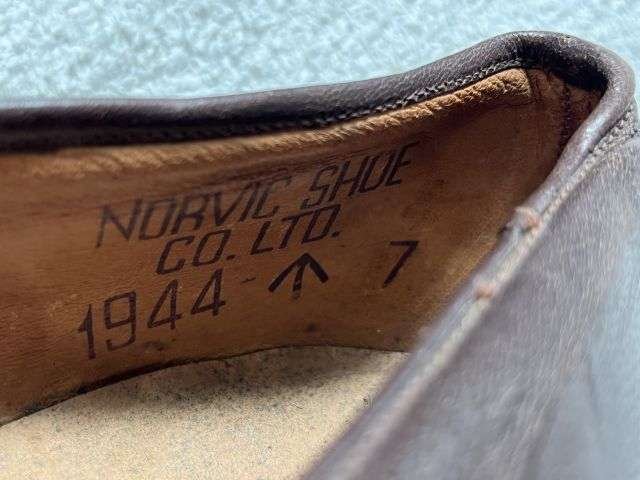 NORVIC SHOE
CO. LTD.
1944 ↑ 7